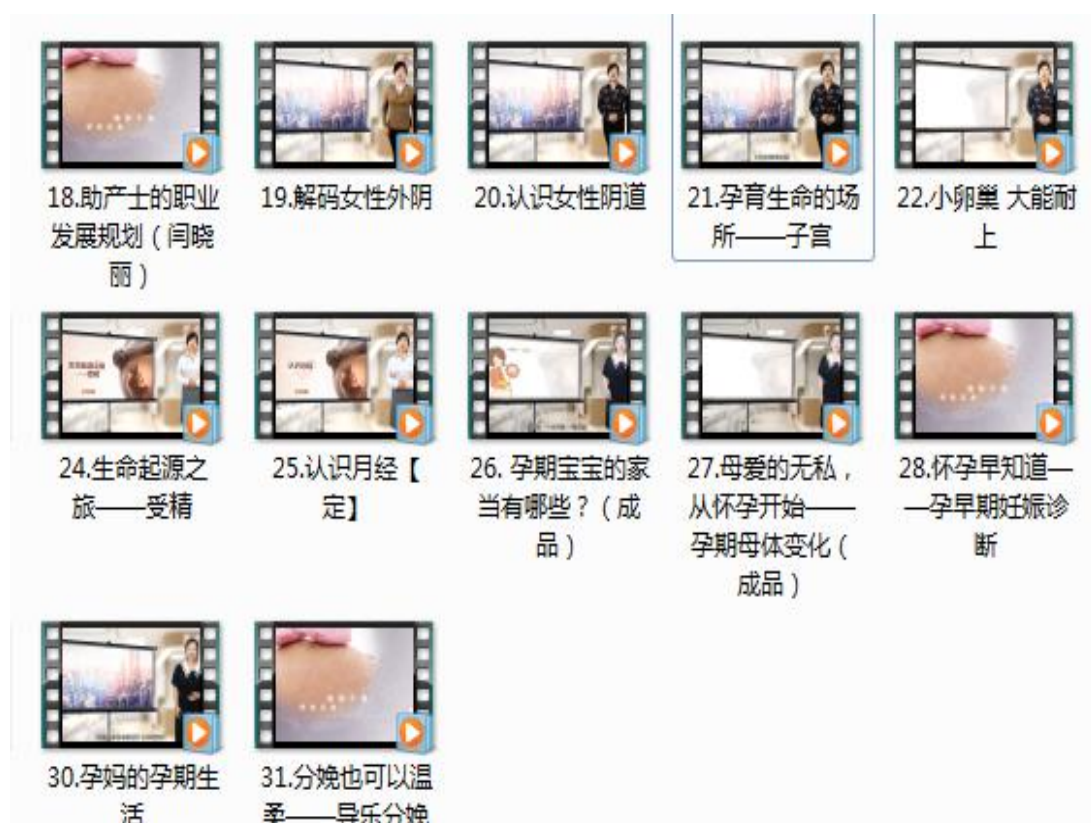 18.助产士的职业
发展规划（闫晓
丽）
19.解码女性外阴
20.认识女性阴道
21.孕育生命的场
所——子宫
22.小卵巢 大能耐
上
24.生命起源之
旅——受精
25.认识月经【
定】
26. 孕期宝宝的家
当有哪些？（成
品）
27.母爱的无私，
从怀孕开始——
孕期母体变化（
成品）
28.怀孕早知道—
—孕早期妊娠诊
断
30.孕妈的孕期生
活
31.分娩也可以温
柔——导乐分娩